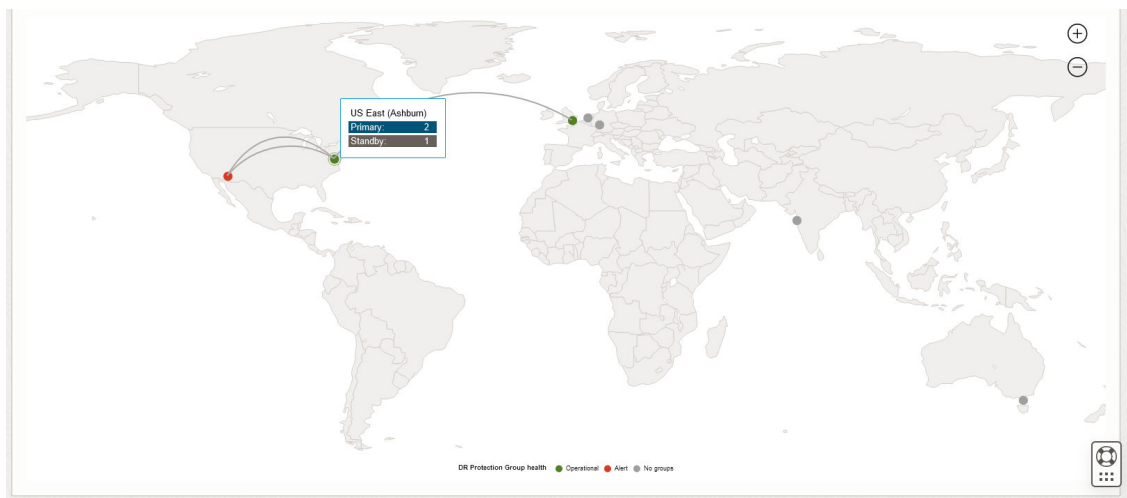 US East (Ashburn)
Primary: 2
Standby: 1
DR Protection Group health Operational Alert No groups